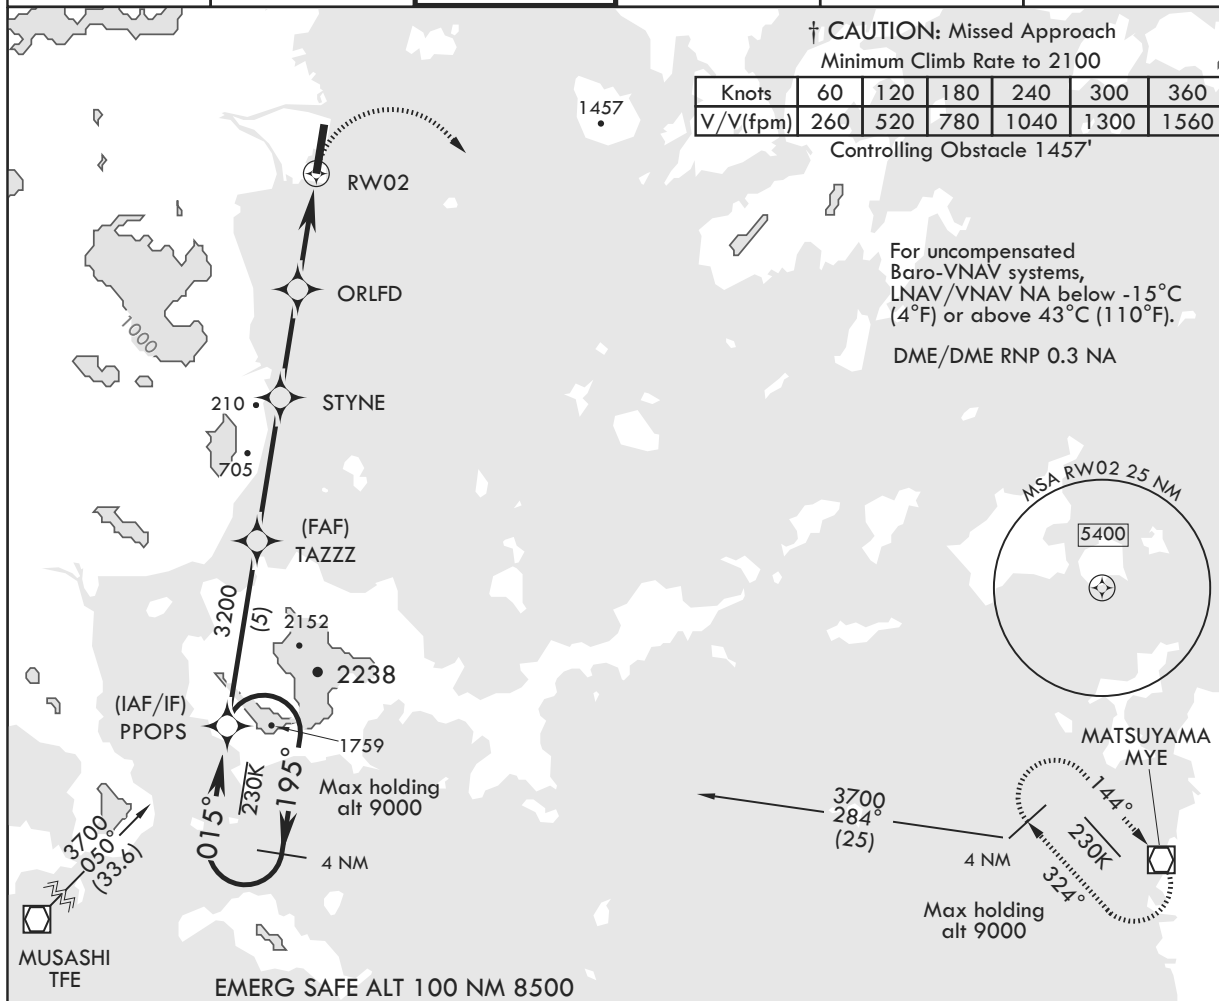 † CAUTION: Missed Approach
Minimum Climb Rate to 2100
Knots 60 120 180 240 300 360
V/V(fpm) 260 520 780 1040 1300 1560
Controlling Obstacle 1457'
1457
RW02
For uncompensated
Baro-VNAV systems,
LNAV/VNAV NA below -15°C
(4°F) or above 43°C (110°F).
DME/DME RNP 0.3 NA
ORLFD
1000
210
STYNE
705
MSA RW02 25 NM
5400
(FAF)
TAZZZ
3200
(5)
2152
2238
(IAF/IF)
PPOPS
1759
015°
230K
195°
Max holding
alt 9000
4 NM
3700
050°
(33.6)
MUSASHI
TFE
3700
284°
(25)
4 NM
MATSUYAMA
MYE
144°
230K
324°
Max holding
alt 9000
EMERG SAFE ALT 100 NM 8500